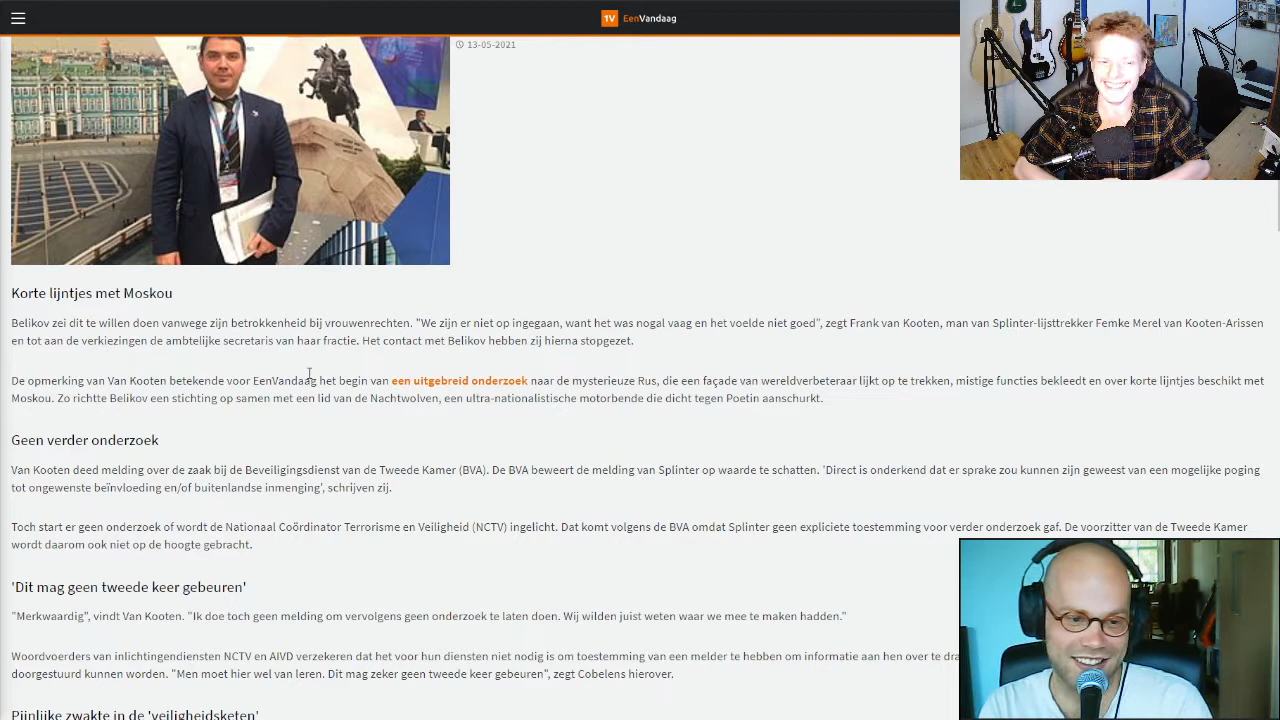 1V EenVandaag
13-05-2021
Korte lijntjes met Moskou
Belikov zei dit te willen doen vanwege zijn betrokkenheid bij vrouwenrechten. "We zijn er niet op ingegaan, want het was nogal vaag en het voelde niet goed", zegt Frank van Kooten, man van Splinter-lijsttrekker Femke Merel van Kooten-Arissen
en tot aan de verkiezingen de ambtelijke secretaris van haar fractie. Het contact met Belikov hebben zij hierna stopgezet.
De opmerking van Van Kooten betekende voor EenVandaag het begin van een uitgebreid onderzoek naar de mysterieuze Rus, die een façade van wereldverbeteraar lijkt op te trekken, mistige functies bekleedt en over korte lijntjes beschikt met
Moskou. Zo richtte Belikov een stichting op samen met een lid van de Nachtwolven, een ultra-nationalistische motorbende die dicht tegen Poetin aanschurkt.
Geen verder onderzoek
Van Kooten deed melding over de zaak bij de Beveiligingsdienst van de Tweede Kamer (BVA). De BVA beweert de melding van Splinter op waarde te schatten. 'Direct is onderkend dat er sprake zou kunnen zijn geweest van een mogelijke poging
tot ongewenste beïnvloeding en/of buitenlandse inmenging', schrijven zij.
Toch start er geen onderzoek of wordt de Nationaal Coördinator Terrorisme en Veiligheid (NCTV) ingelicht. Dat komt volgens de BVA omdat Splinter geen expliciete toestemming voor verder onderzoek gaf. De voorzitter van de Tweede Kamer
wordt daarom ook niet op de hoogte gebracht.
'Dit mag geen tweede keer gebeuren'
"Merkwaardig", vindt Van Kooten. "Ik doe toch geen melding om vervolgens geen onderzoek te laten doen. Wij wilden juist weten waar we mee te maken hadden."
Woordvoerders van inlichtingendiensten NCTV en AIVD verzekeren dat het voor hun diensten niet nodig is om toestemming van een melder te hebben om informatie aan hen over te dra
doorgestuurd kunnen worden. "Men moet hier wel van leren. Dit mag zeker geen tweede keer gebeuren", zegt Cobelens hierover.
Pijnlijke zwakte in de 'veiligheidsketen'